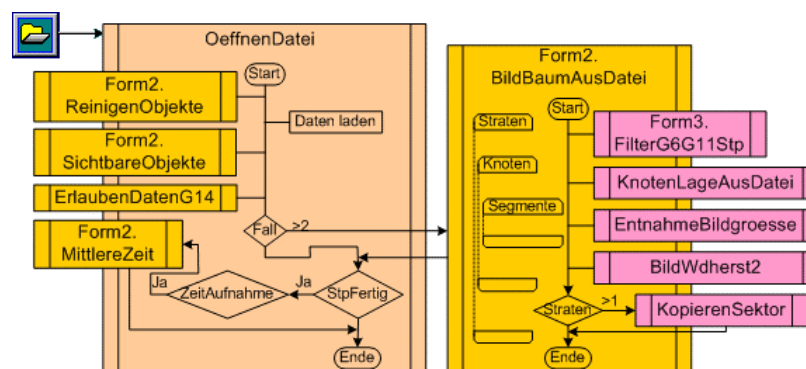 OeffnenDatei
Start
Form2.
ReinigenObjekte
Daten laden
Form2.
SichtbareObjekte
ErlaubenDatenG14
Fall
>2
Form2.
MittlereZeit
Ja
ZeitAufnahme
Ja
StpFertig
Ende
Form2.
BildBaumAusDatei
Start
Straten
Form3.
FilterG6G11Stp
Knoten
KnotenLageAusDatei
Segmente
EntnahmeBildgroesse
BildWdherst2
Straten
>1
KopierenSektor
Ende